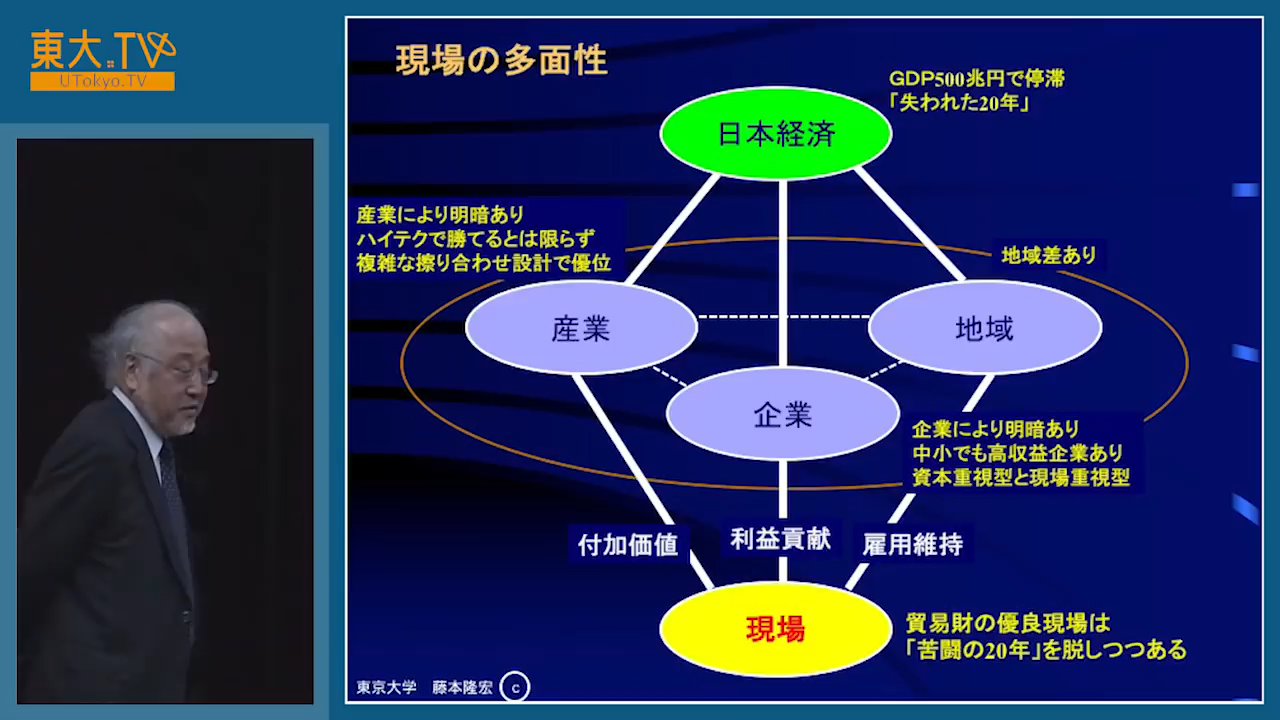 東大.TV
UTokyo.TV
現場の多面性
GDP500兆円で停滞
「失われた20年」
日本経済
産業により明暗あり
ハイテクで勝てるとは限らず
複雑な擦り合わせ設計で優位
地域差あり
産業
地域
企業
企業により明暗あり
中小でも高収益企業あり
資本重視型と現場重視型
付加価値
利益貢献
雇用維持
現場
貿易財の優良現場は
「苦闘の20年」を脱しつつある
東京大学 藤本隆宏 c